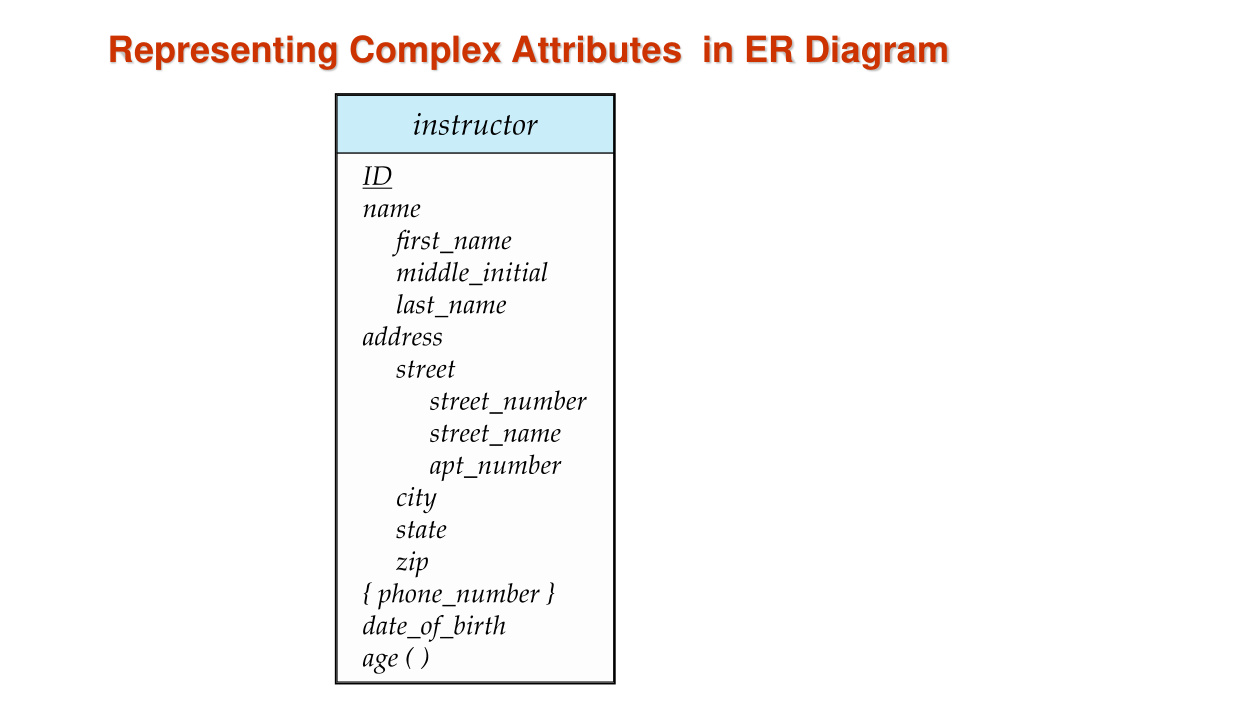 Representing Complex Attributes in ER Diagram
instructor
ID
name
first_name
middle_initial
last_name
address
street
street_number
street_name
apt_number
city
state
zip
{ phone_number }
date_of_birth
age ( )